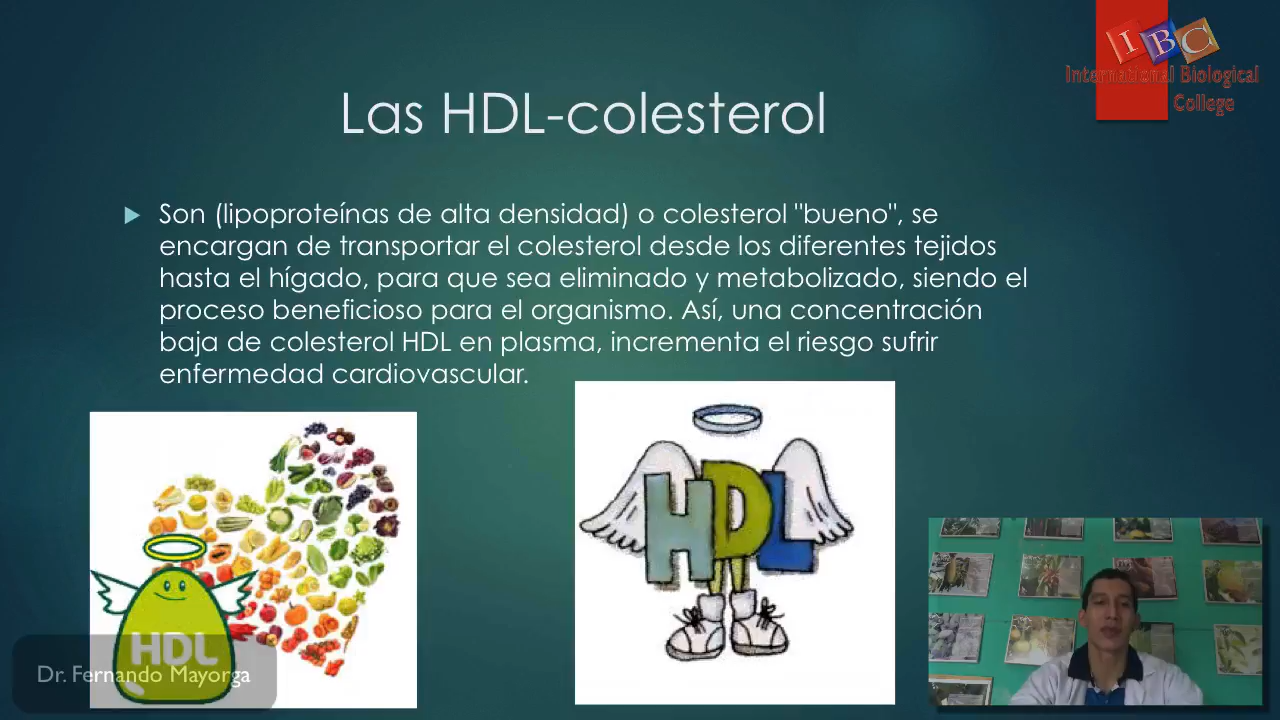 IBC
International Biological
College
Las HDL-colesterol
Son (lipoproteínas de alta densidad) o colesterol "bueno", se
encargan de transportar el colesterol desde los diferentes tejidos
hasta el hígado, para que sea eliminado y metabolizado, siendo el
proceso beneficioso para el organismo. Así, una concentración
baja de colesterol HDL en plasma, incrementa el riesgo sufrir
enfermedad cardiovascular.
HDL
HDL
Dr. Fernando Mayorga